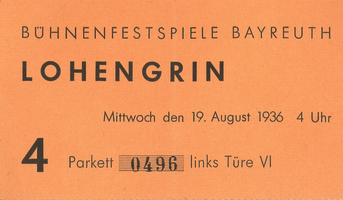 BÜHNENFESTSPIELE BAYREUTH
LOHENGRIN
Mittwoch den 19. August 1936 4 Uhr
4 Parkett 0496 links Türe VI